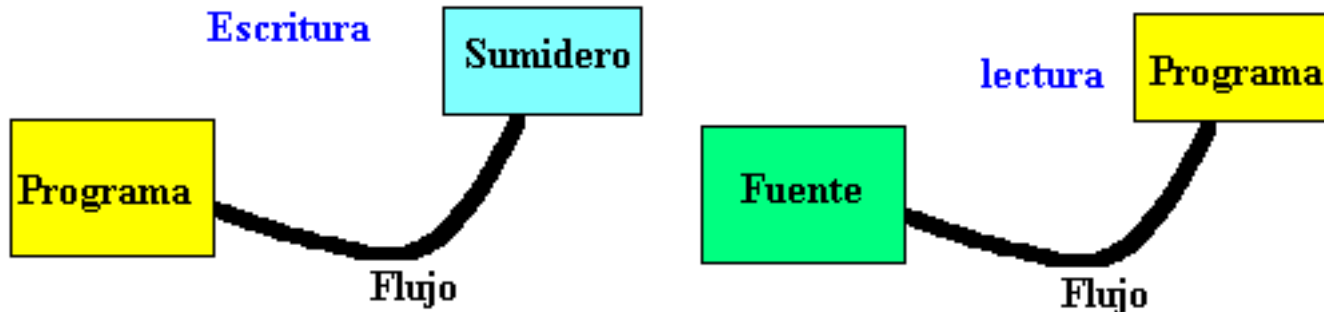 Escritura
Sumidero
Programa
Flujo
lectura
Programa
Fuente
Flujo